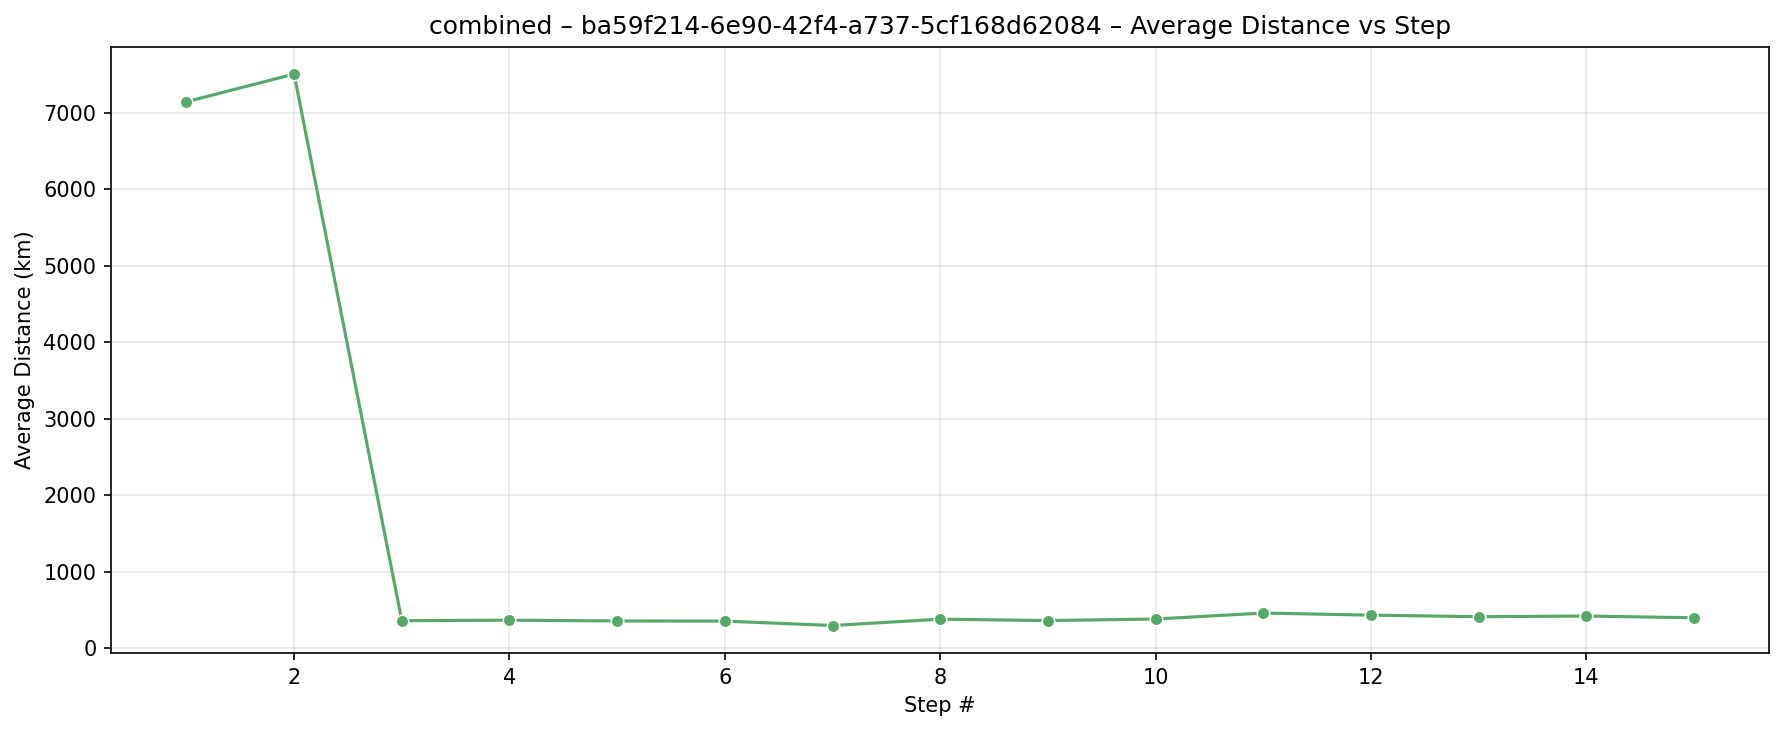 combined – ba59f214-6e90-42f4-a737-5cf168d62084 – Average Distance vs Step
Average Distance (km)
7000
6000
5000
4000
3000
2000
1000
0
2 4 6 8 10 12 14
Step #